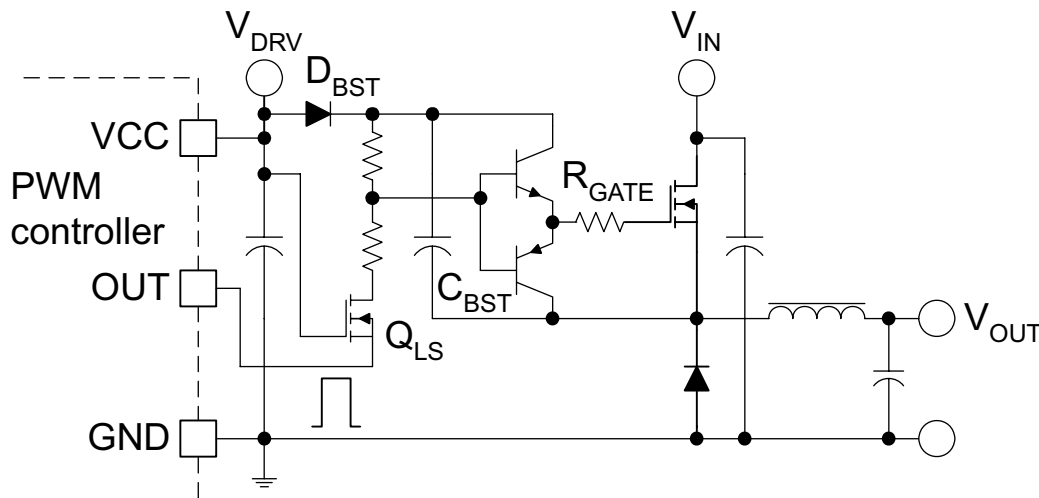 V_DRV
V_IN
D_BST
VCC
PWM
controller
R_GATE
OUT
C_BST
Q_LS
V_OUT
GND